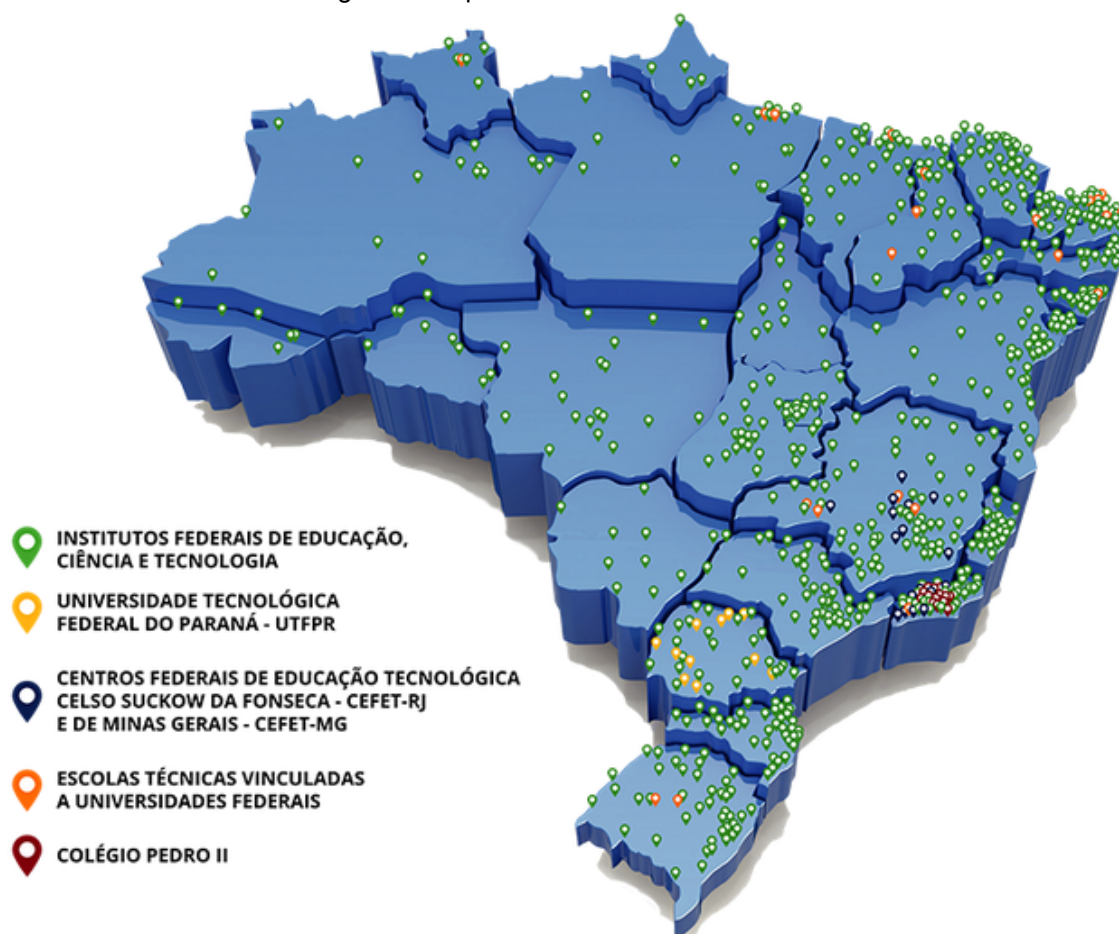 INSTITUTOS FEDERAIS DE EDUCAÇÃO,
CIÊNCIA E TECNOLOGIA
UNIVERSIDADE TECNOLÓGICA
FEDERAL DO PARANÁ - UTFPR
CENTROS FEDERAIS DE EDUCAÇÃO TECNOLÓGICA
CELSO SUCKOW DA FONSECA - CEFET-RJ
E DE MINAS GERAIS - CEFET-MG
ESCOLAS TÉCNICAS VINCULADAS
A UNIVERSIDADES FEDERAIS
COLÉGIO PEDRO II